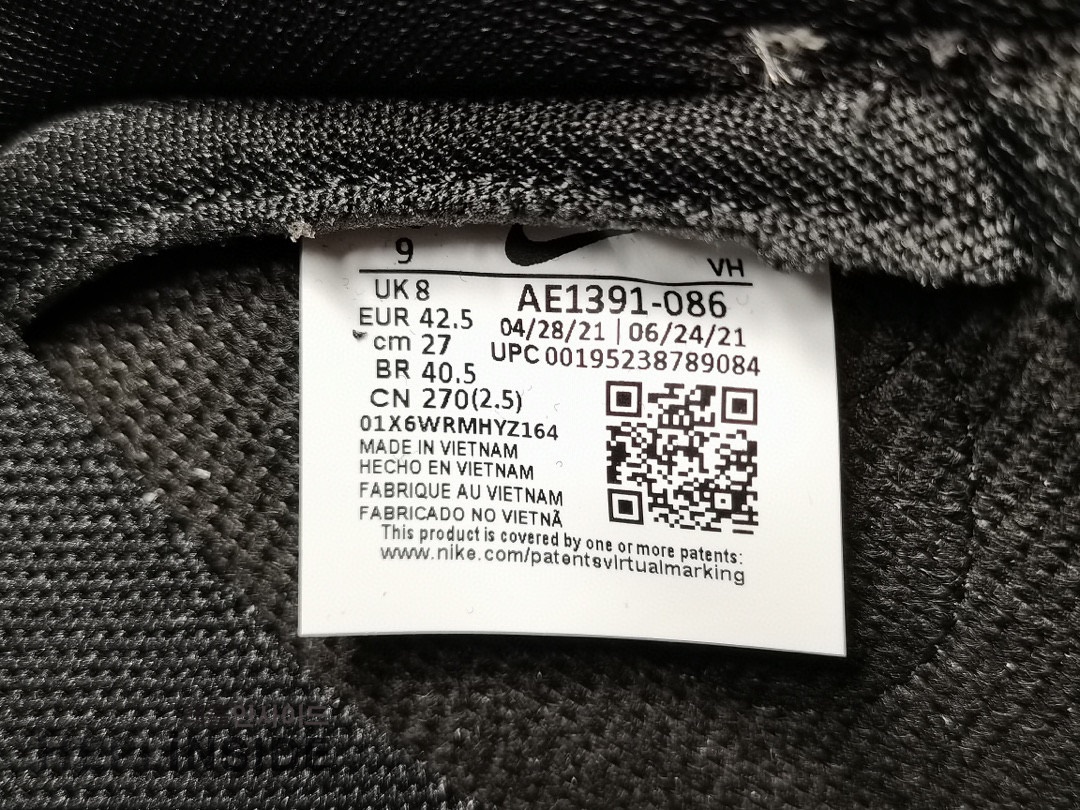 9
VH
UK 8
EUR 42.5
cm 27
BR 40.5
CN 270(2.5)
AE1391-086
04/28/21 | 06/24/21
UPC 00195238789084
01X6WRMHYZ164
MADE IN VIETNAM
HECHO EN VIETNAM
FABRIQUE AU VIETNAM
FABRICADO NO VIETNÃ
This product is covered by one or more patents:
www.nike.com/patentsvirtualmarking
INSIDE